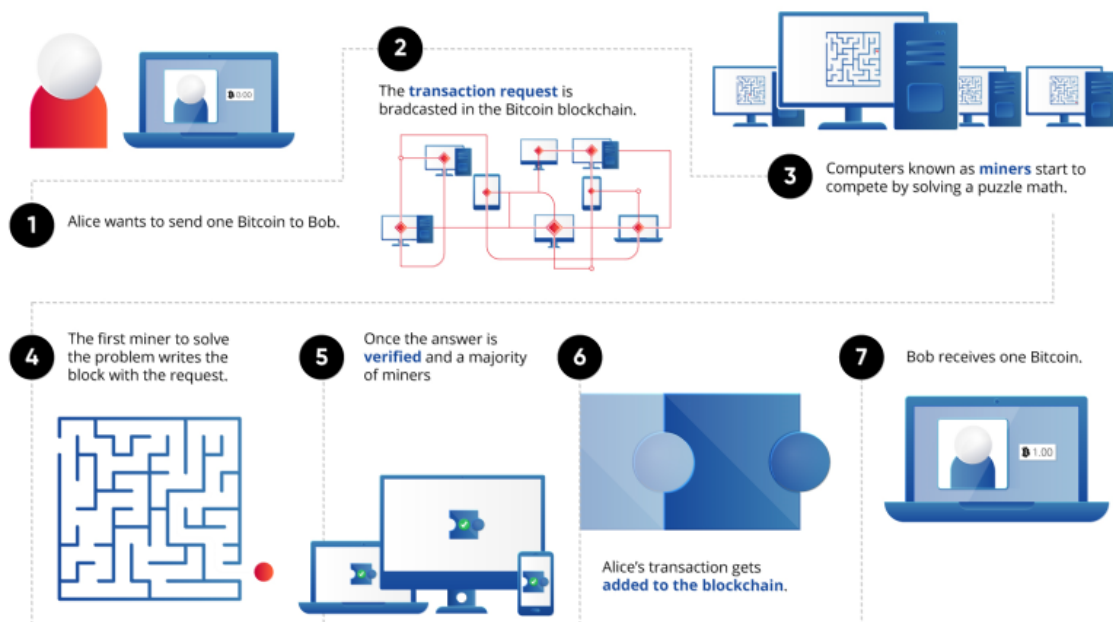 1
Alice wants to send one Bitcoin to Bob.
₿ 0.00
2
The transaction request is
bradcasted in the Bitcoin blockchain.
3
Computers known as miners start to
compete by solving a puzzle math.
4
The first miner to solve
the problem writes the
block with the request.
5
Once the answer is
verified and a majority
of miners
6
Alice's transaction gets
added to the blockchain.
7
Bob receives one Bitcoin.
₿ 1.00